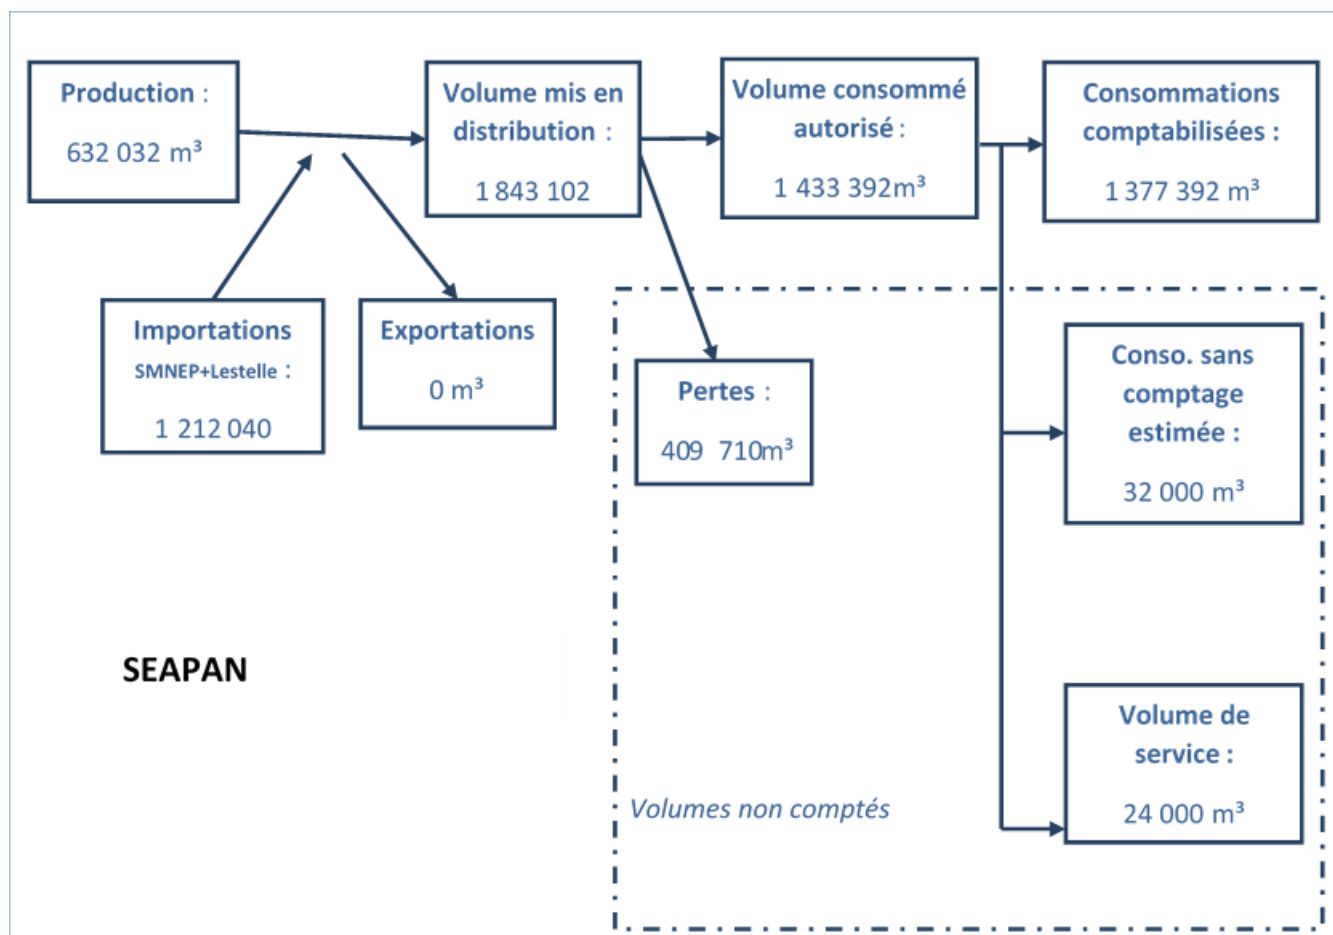 Production :
632 032 m³
Volume mis en
distribution :
1 843 102
Volume consommé
autorisé :
1 433 392m³
Consommations
comptabilisées :
1 377 392 m³
Importations
SMNEP+Lestelle :
1 212 040
Exportations
0 m³
Pertes :
409 710m³
Conso. sans
comptage
estimée :
32 000 m³
SEAPAN
Volume de
service :
24 000 m³
Volumes non comptés